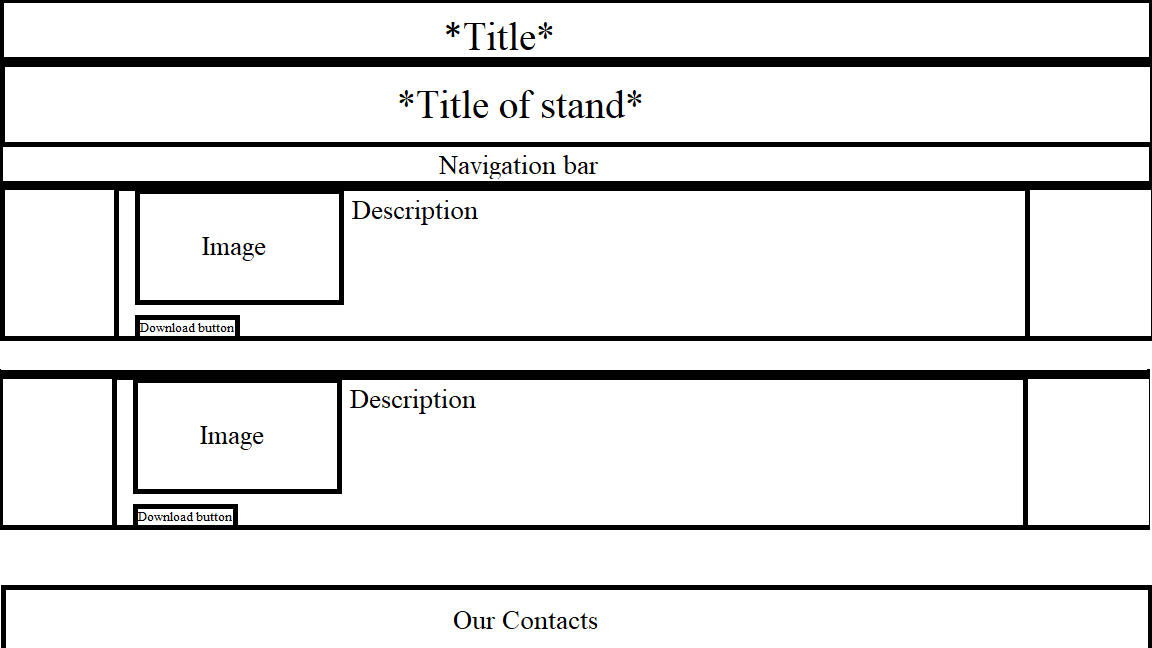 *Title*
*Title of stand*
Navigation bar
Description
Image
Download button
Description
Image
Download button
Our Contacts